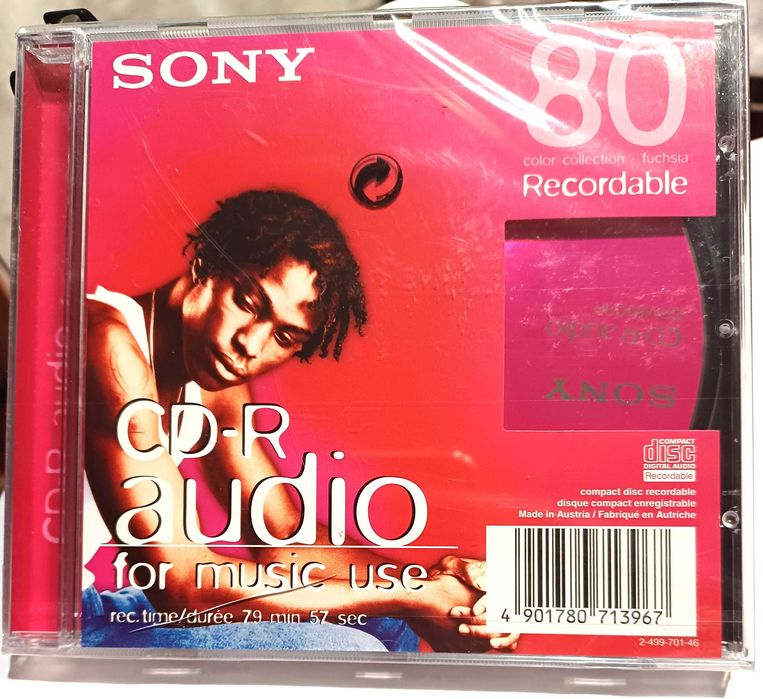 SONY
80
color collection · fuchsia
Recordable
CD-R audio
SONY
CD-R audio
CD-R
audio
for music use
rec.time/durée 79 min 57 sec
COMPACT
disc
DIGITAL AUDIO
Recordable
compact disc recordable
disque compact enregistrable
Made in Austria / Fabriqué en Autriche
4 901780 713967
2-499-701-46